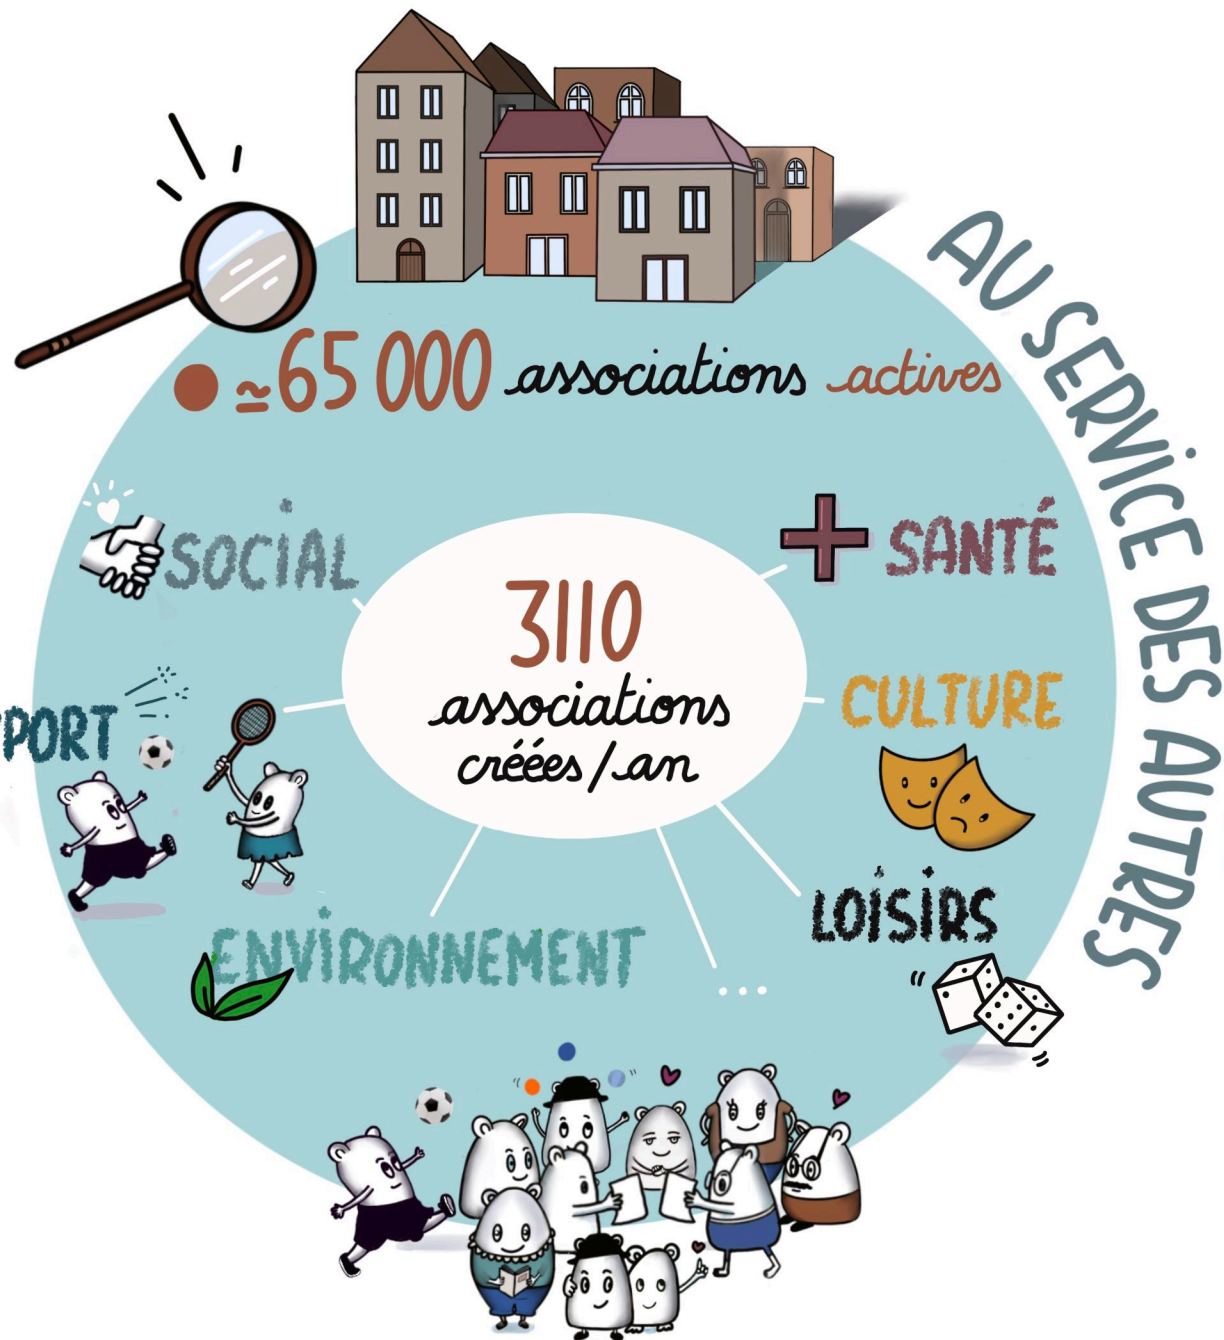 ≃65 000 associations actives
AU SERVICE DES AUTRES
SOCIAL
+ SANTÉ
3110
associations
créées / an
PORT
CULTURE
LOISIRS
ENVIRONNEMENT
...